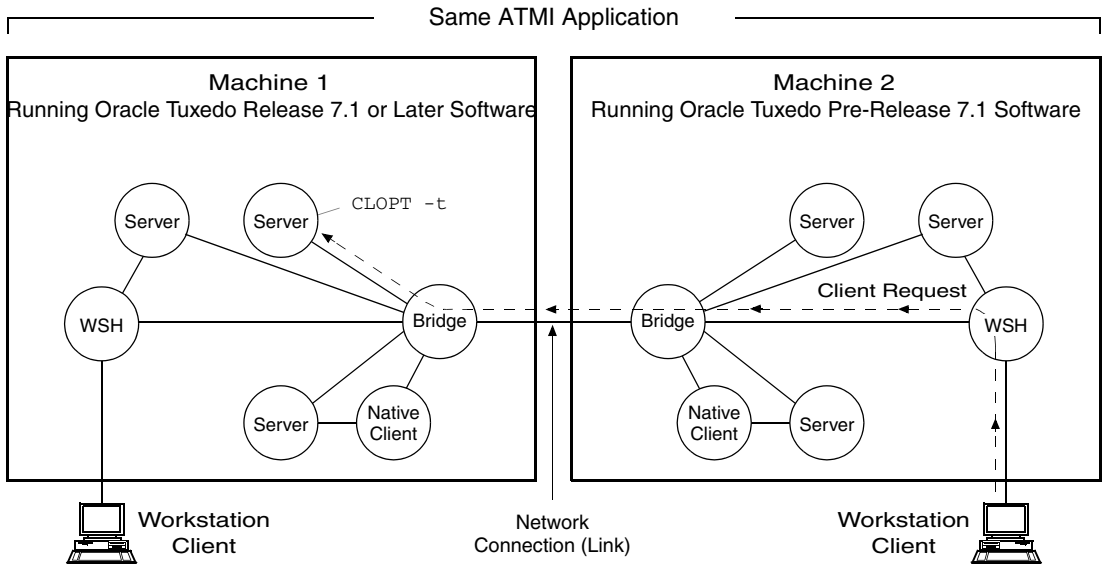 Same ATMI Application
Machine 1
Running Oracle Tuxedo Release 7.1 or Later Software
Machine 2
Running Oracle Tuxedo Pre-Release 7.1 Software
Server
Server
CLOPT -t
WSH
Bridge
Server
Native
Client
Server
Server
Client Request
Bridge
WSH
Native
Client
Server
Workstation
Client
Network
Connection (Link)
Workstation
Client